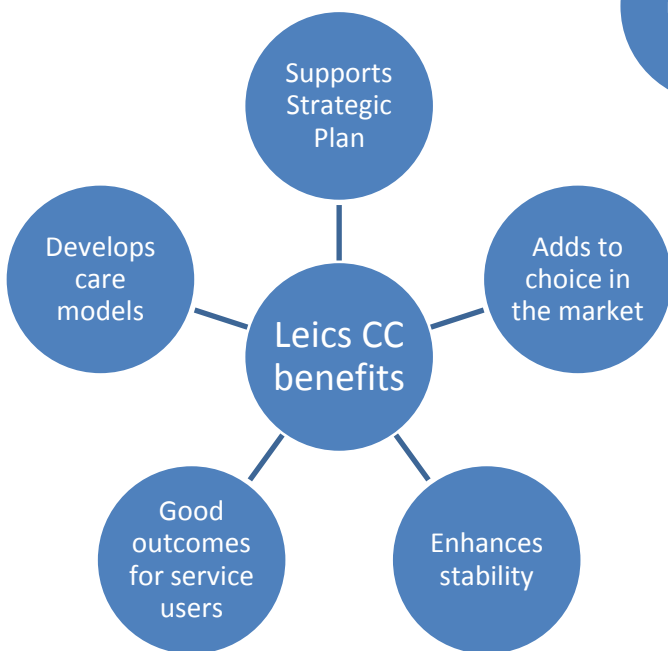 Supports
Strategic
Plan
Develops
care
models
Adds to
choice in
the market
Leics CC
benefits
Good
outcomes
for service
users
Enhances
stability